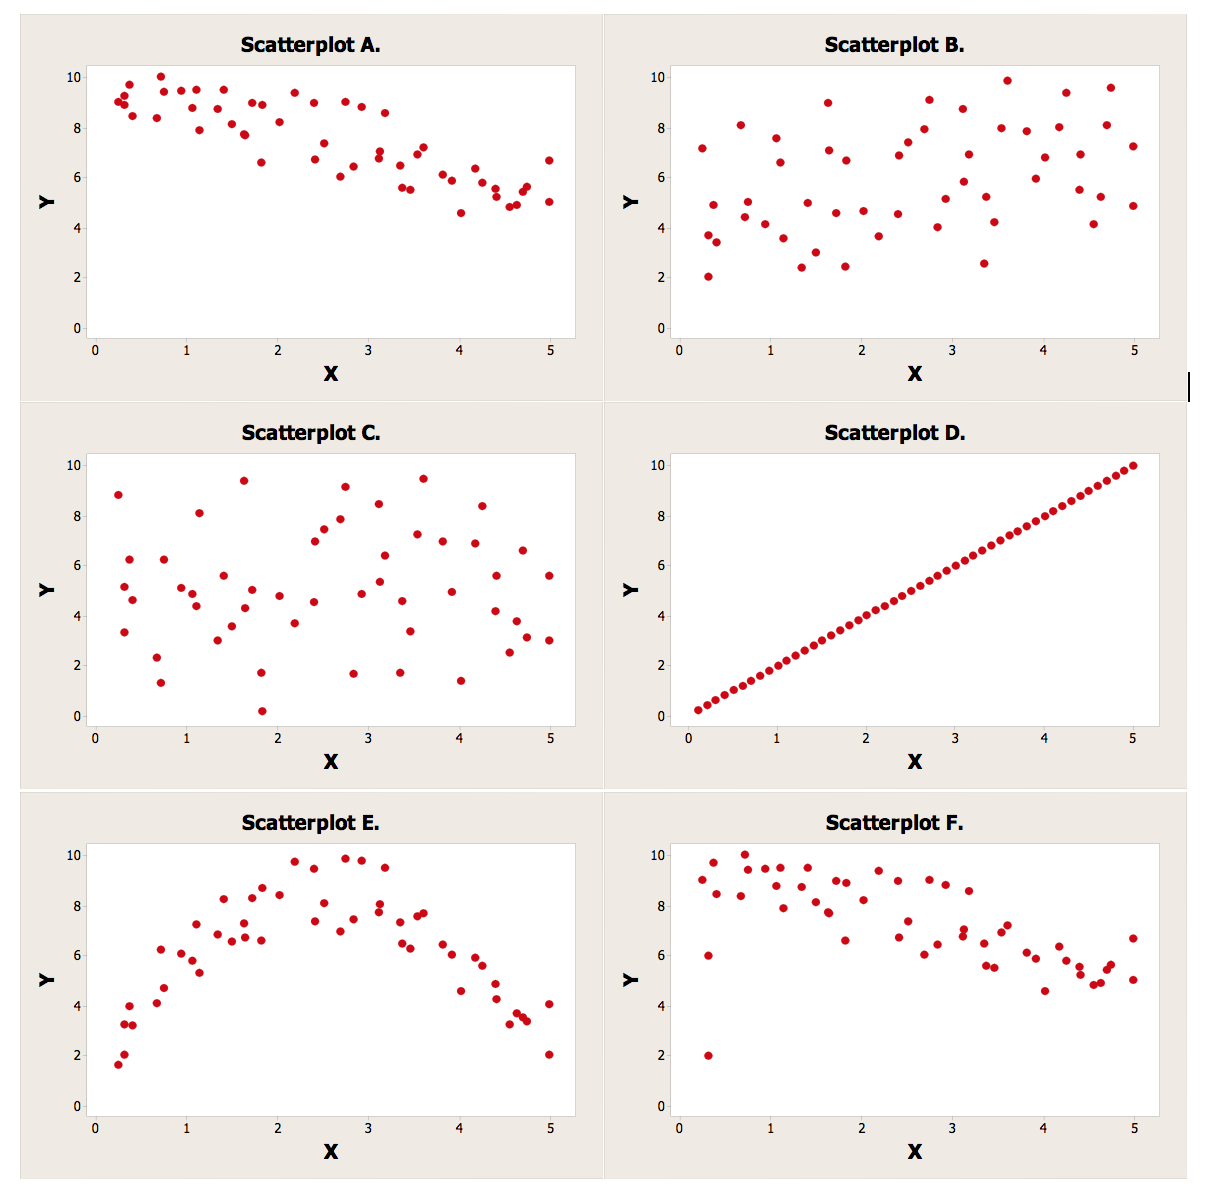 Scatterplot A.
10
8
6
4
2
0
Y
0 1 2 3 4 5
X
Scatterplot B.
10
8
6
4
2
0
Y
0 1 2 3 4 5
X
Scatterplot C.
10
8
6
4
2
0
Y
0 1 2 3 4 5
X
Scatterplot D.
10
8
6
4
2
0
Y
0 1 2 3 4 5
X
Scatterplot E.
10
8
6
4
2
0
Y
0 1 2 3 4 5
X
Scatterplot F.
10
8
6
4
2
0
Y
0 1 2 3 4 5
X